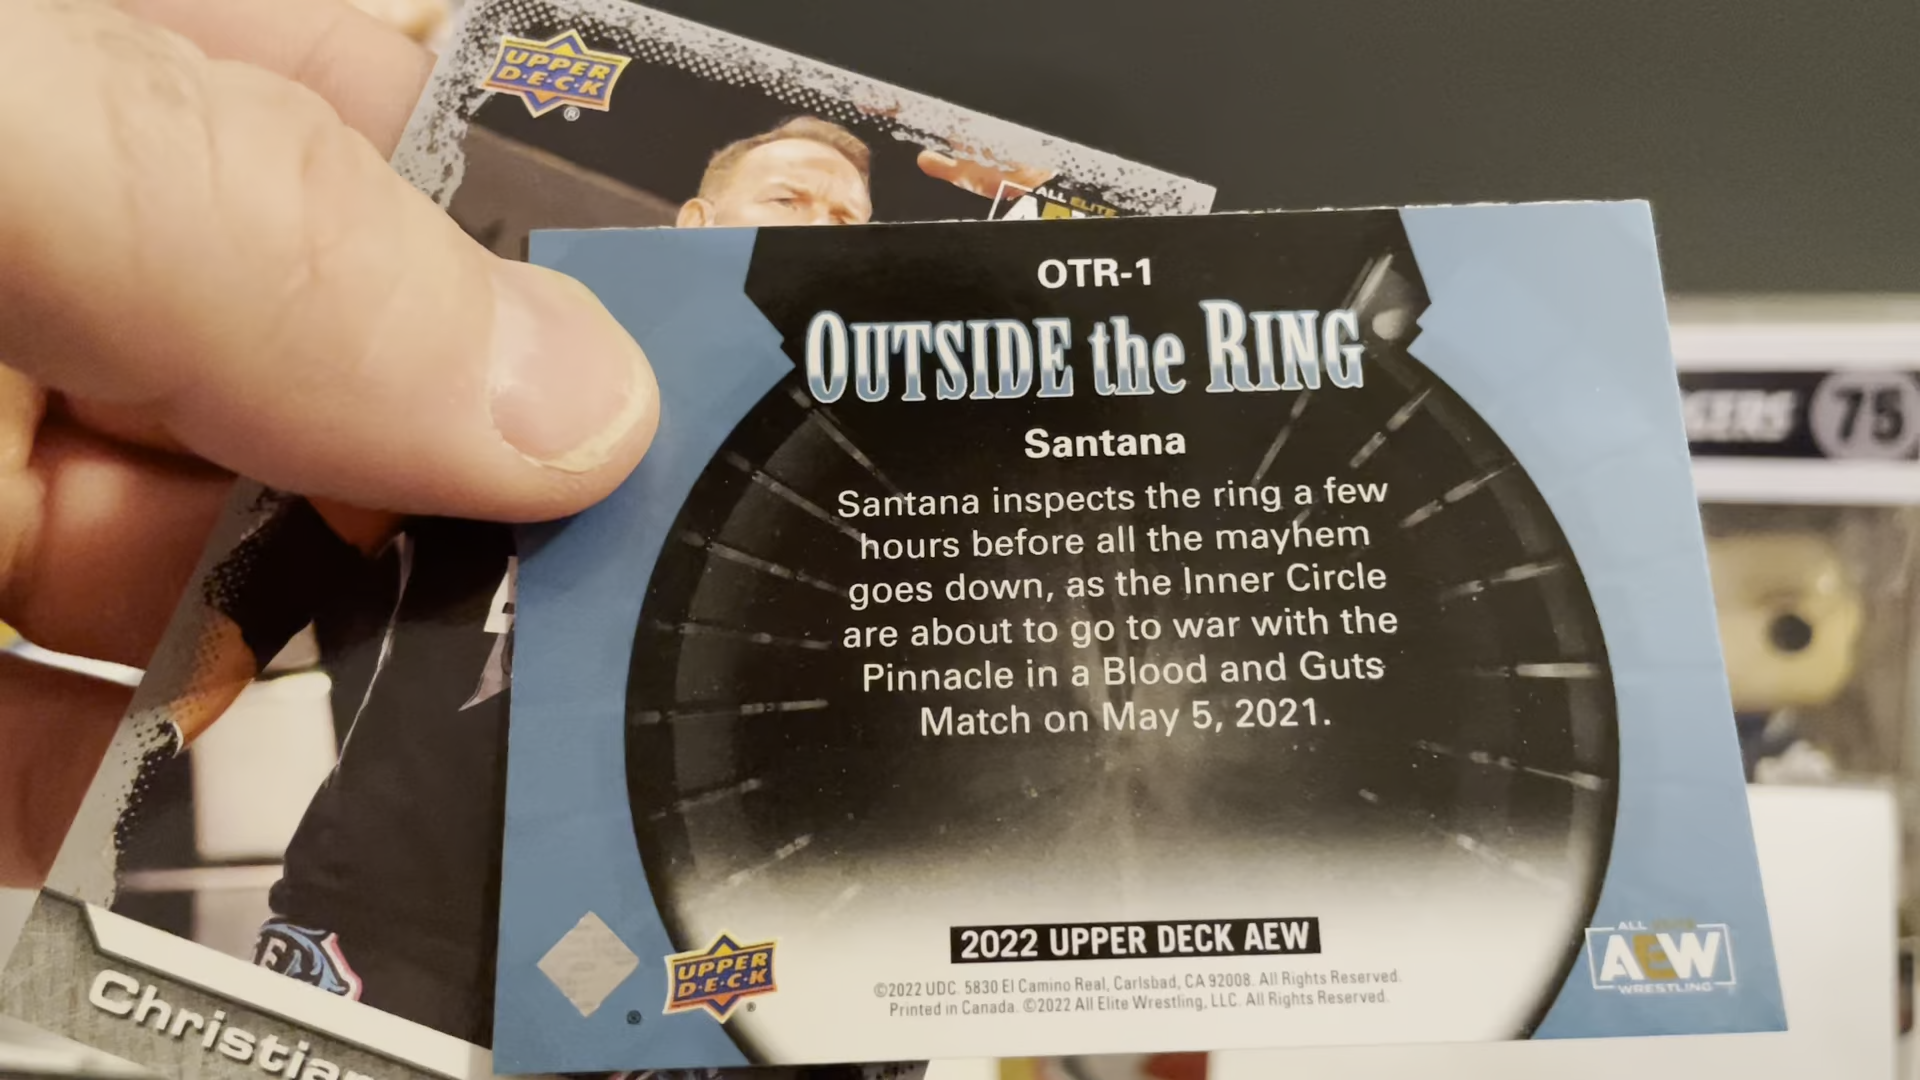 UPPER
D·E·C·K
®
ALL ELITE
OTR-1
OUTSIDE the RING
Santana
Santana inspects the ring a few
hours before all the mayhem
goes down, as the Inner Circle
are about to go to war with the
Pinnacle in a Blood and Guts
Match on May 5, 2021.
2022 UPPER DECK AEW
©2022 UDC. 5830 El Camino Real, Carlsbad, CA 92008. All Rights Reserved.
Printed in Canada. ©2022 All Elite Wrestling, LLC. All Rights Reserved.
UPPER
D·E·C·K
®
ALL ELITE
AEW
WRESTLING
Christian
75